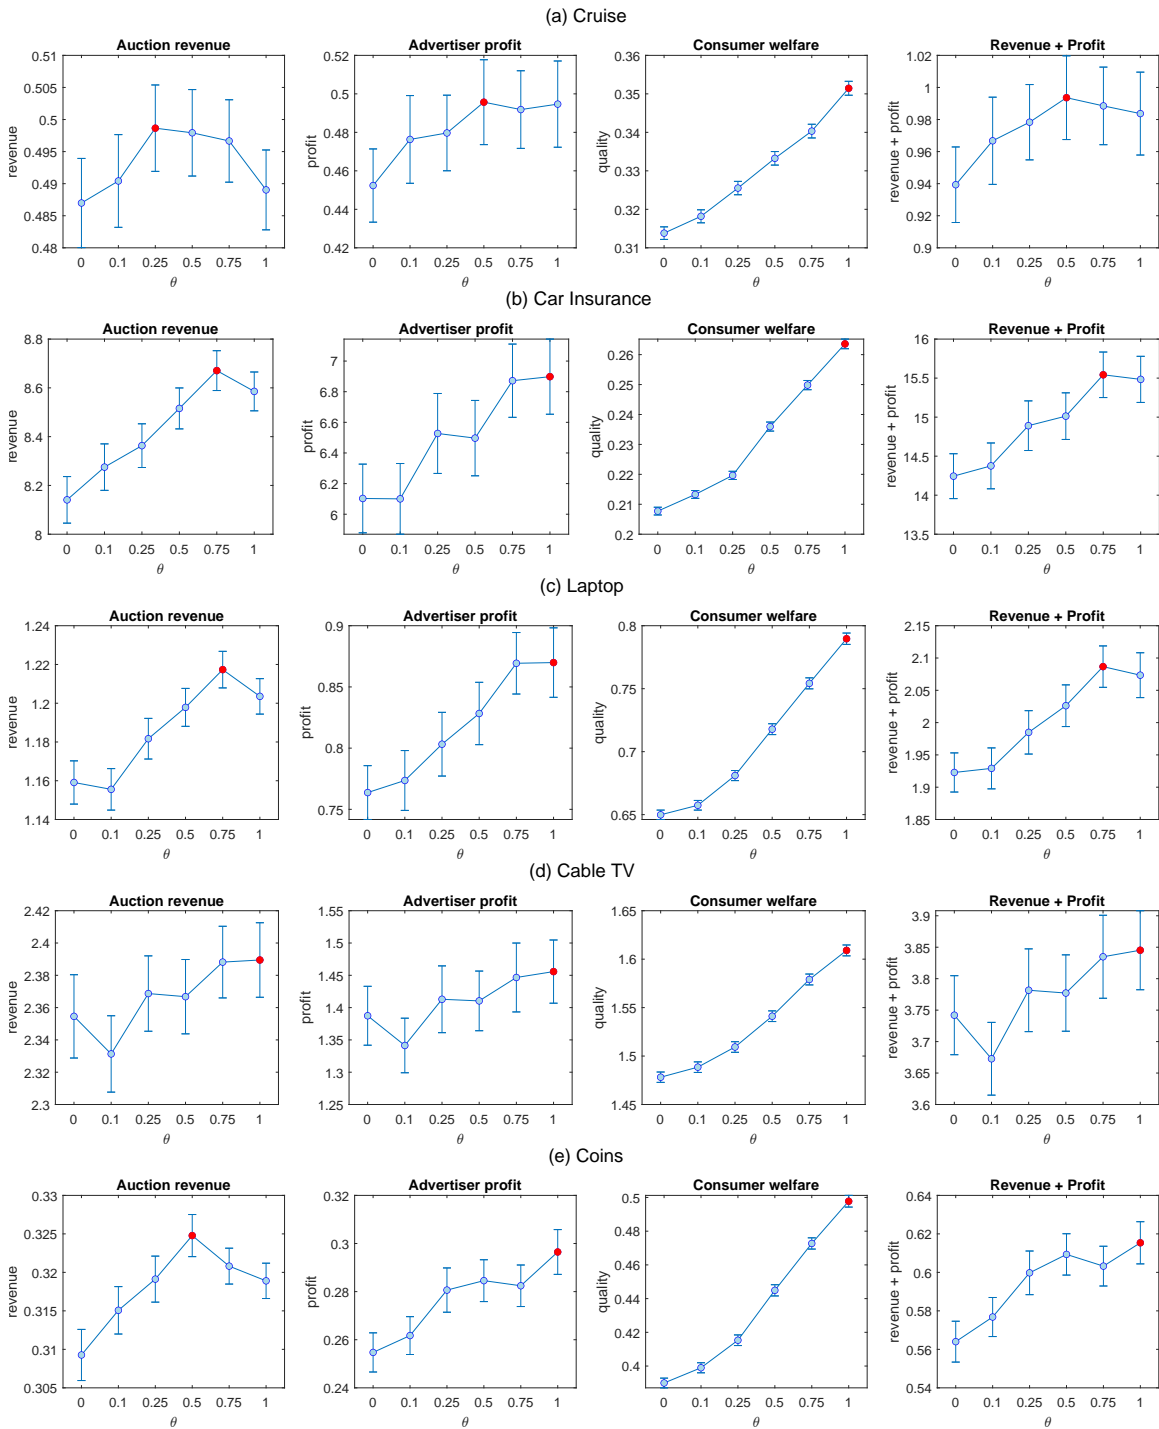 (a) Cruise
Auction revenue
Advertiser profit
Consumer welfare
Revenue + Profit
0.51
0.505
0.5
0.495
0.49
0.485
0.48
revenue
0 0.1 0.25 0.5 0.75 1
θ
0.52
0.5
0.48
0.46
0.44
0.42
profit
0 0.1 0.25 0.5 0.75 1
θ
0.36
0.35
0.34
0.33
0.32
0.31
quality
0 0.1 0.25 0.5 0.75 1
θ
1.02
1
0.98
0.96
0.94
0.92
0.9
revenue + profit
0 0.1 0.25 0.5 0.75 1
θ
(b) Car Insurance
Auction revenue
Advertiser profit
Consumer welfare
Revenue + Profit
8.8
8.6
8.4
8.2
8
revenue
0 0.1 0.25 0.5 0.75 1
θ
7
6.8
6.6
6.4
6.2
6
profit
0 0.1 0.25 0.5 0.75 1
θ
0.26
0.25
0.24
0.23
0.22
0.21
0.2
quality
0 0.1 0.25 0.5 0.75 1
θ
16
15.5
15
14.5
14
13.5
revenue + profit
0 0.1 0.25 0.5 0.75 1
θ
(c) Laptop
Auction revenue
Advertiser profit
Consumer welfare
Revenue + Profit
1.24
1.22
1.2
1.18
1.16
1.14
revenue
0 0.1 0.25 0.5 0.75 1
θ
0.9
0.85
0.8
0.75
profit
0 0.1 0.25 0.5 0.75 1
θ
0.8
0.75
0.7
0.65
quality
0 0.1 0.25 0.5 0.75 1
θ
2.15
2.1
2.05
2
1.95
1.9
1.85
revenue + profit
0 0.1 0.25 0.5 0.75 1
θ
(d) Cable TV
Auction revenue
Advertiser profit
Consumer welfare
Revenue + Profit
2.42
2.4
2.38
2.36
2.34
2.32
2.3
revenue
0 0.1 0.25 0.5 0.75 1
θ
1.55
1.5
1.45
1.4
1.35
1.3
1.25
profit
0 0.1 0.25 0.5 0.75 1
θ
1.65
1.6
1.55
1.5
1.45
quality
0 0.1 0.25 0.5 0.75 1
θ
3.9
3.85
3.8
3.75
3.7
3.65
3.6
revenue + profit
0 0.1 0.25 0.5 0.75 1
θ
(e) Coins
Auction revenue
Advertiser profit
Consumer welfare
Revenue + Profit
0.33
0.325
0.32
0.315
0.31
0.305
revenue
0 0.1 0.25 0.5 0.75 1
θ
0.32
0.3
0.28
0.26
0.24
profit
0 0.1 0.25 0.5 0.75 1
θ
0.5
0.48
0.46
0.44
0.42
0.4
quality
0 0.1 0.25 0.5 0.75 1
θ
0.64
0.62
0.6
0.58
0.56
0.54
revenue + profit
0 0.1 0.25 0.5 0.75 1
θ